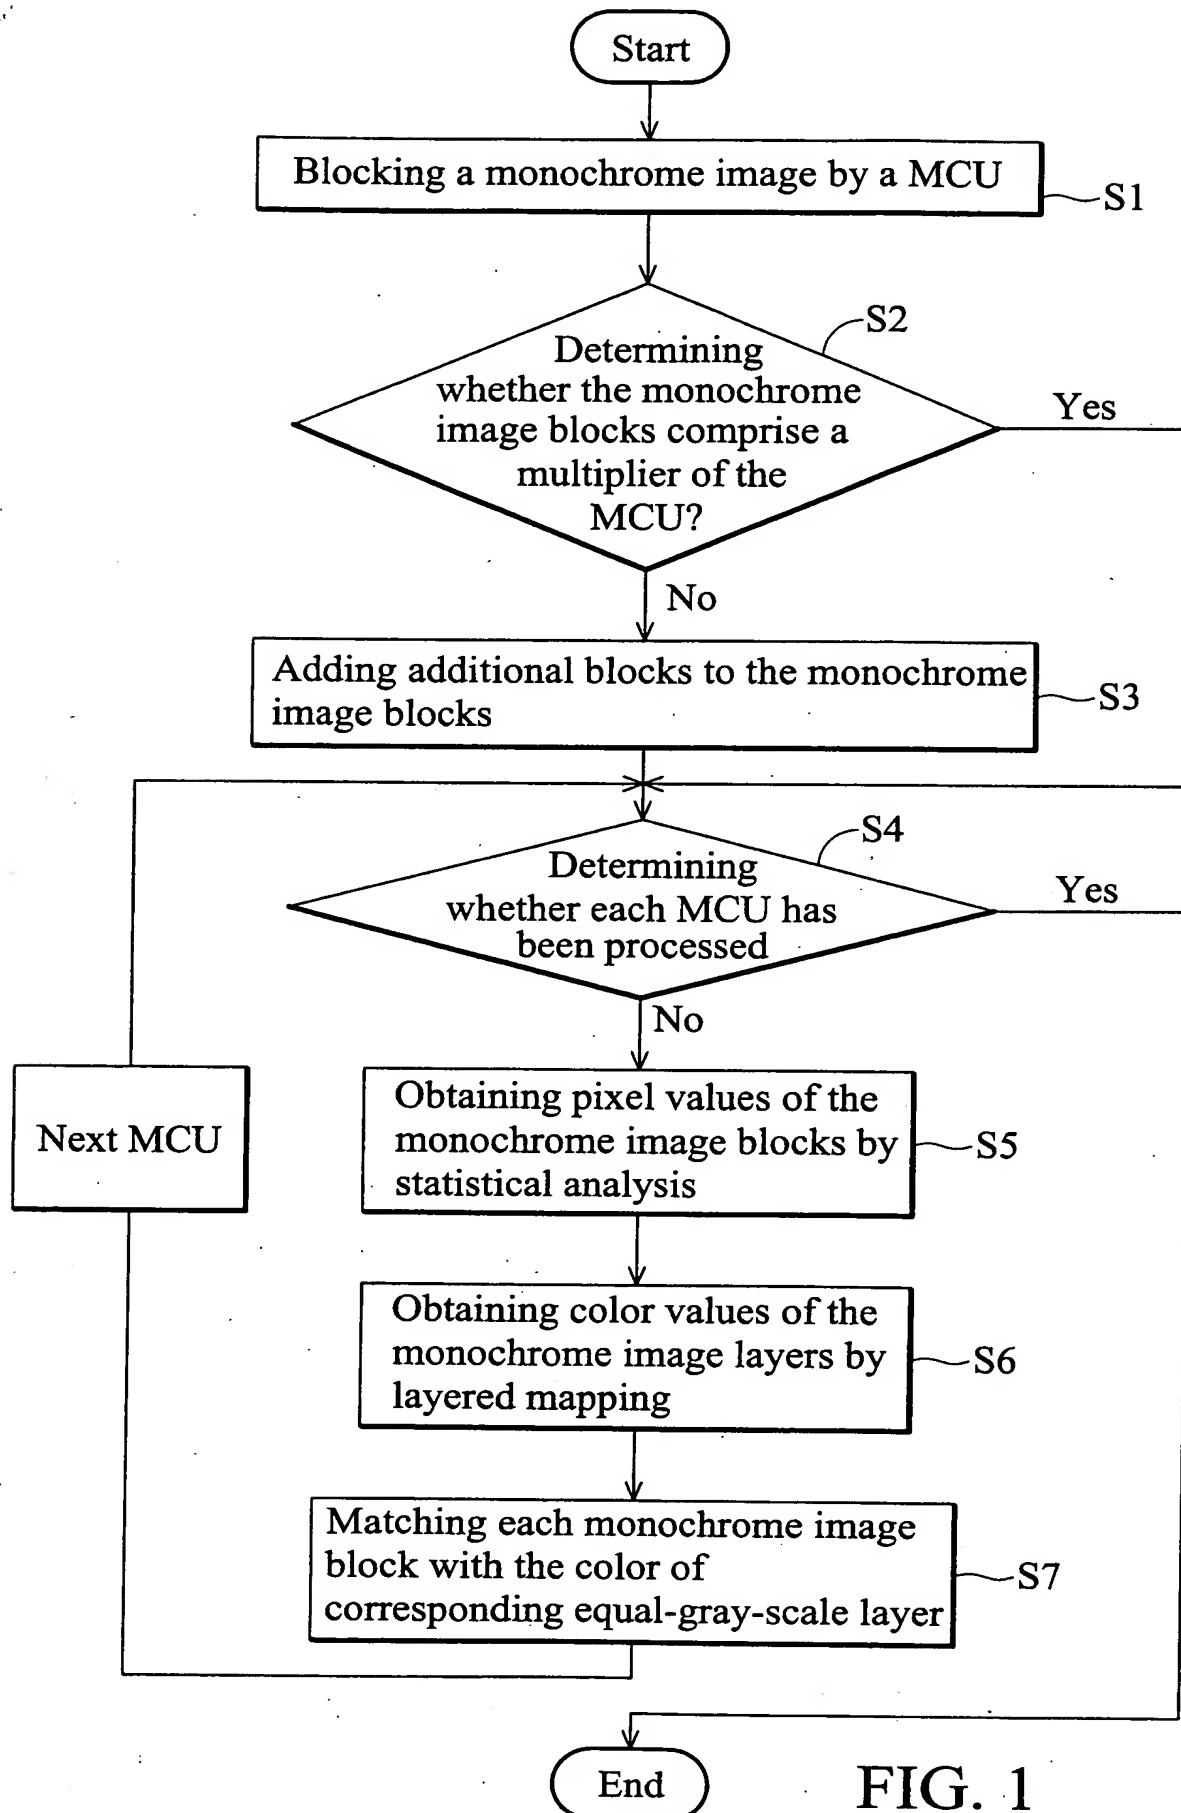 Start
Blocking a monochrome image by a MCU
S1
S2
Determining
whether the monochrome
image blocks comprise a
multiplier of the
MCU?
Yes
No
Adding additional blocks to the monochrome
image blocks
S3
S4
Determining
whether each MCU has
been processed
Yes
No
Next MCU
Obtaining pixel values of the
monochrome image blocks by
statistical analysis
S5
Obtaining color values of the
monochrome image layers by
layered mapping
S6
Matching each monochrome image
block with the color of
corresponding equal-gray-scale layer
S7
End
FIG. 1